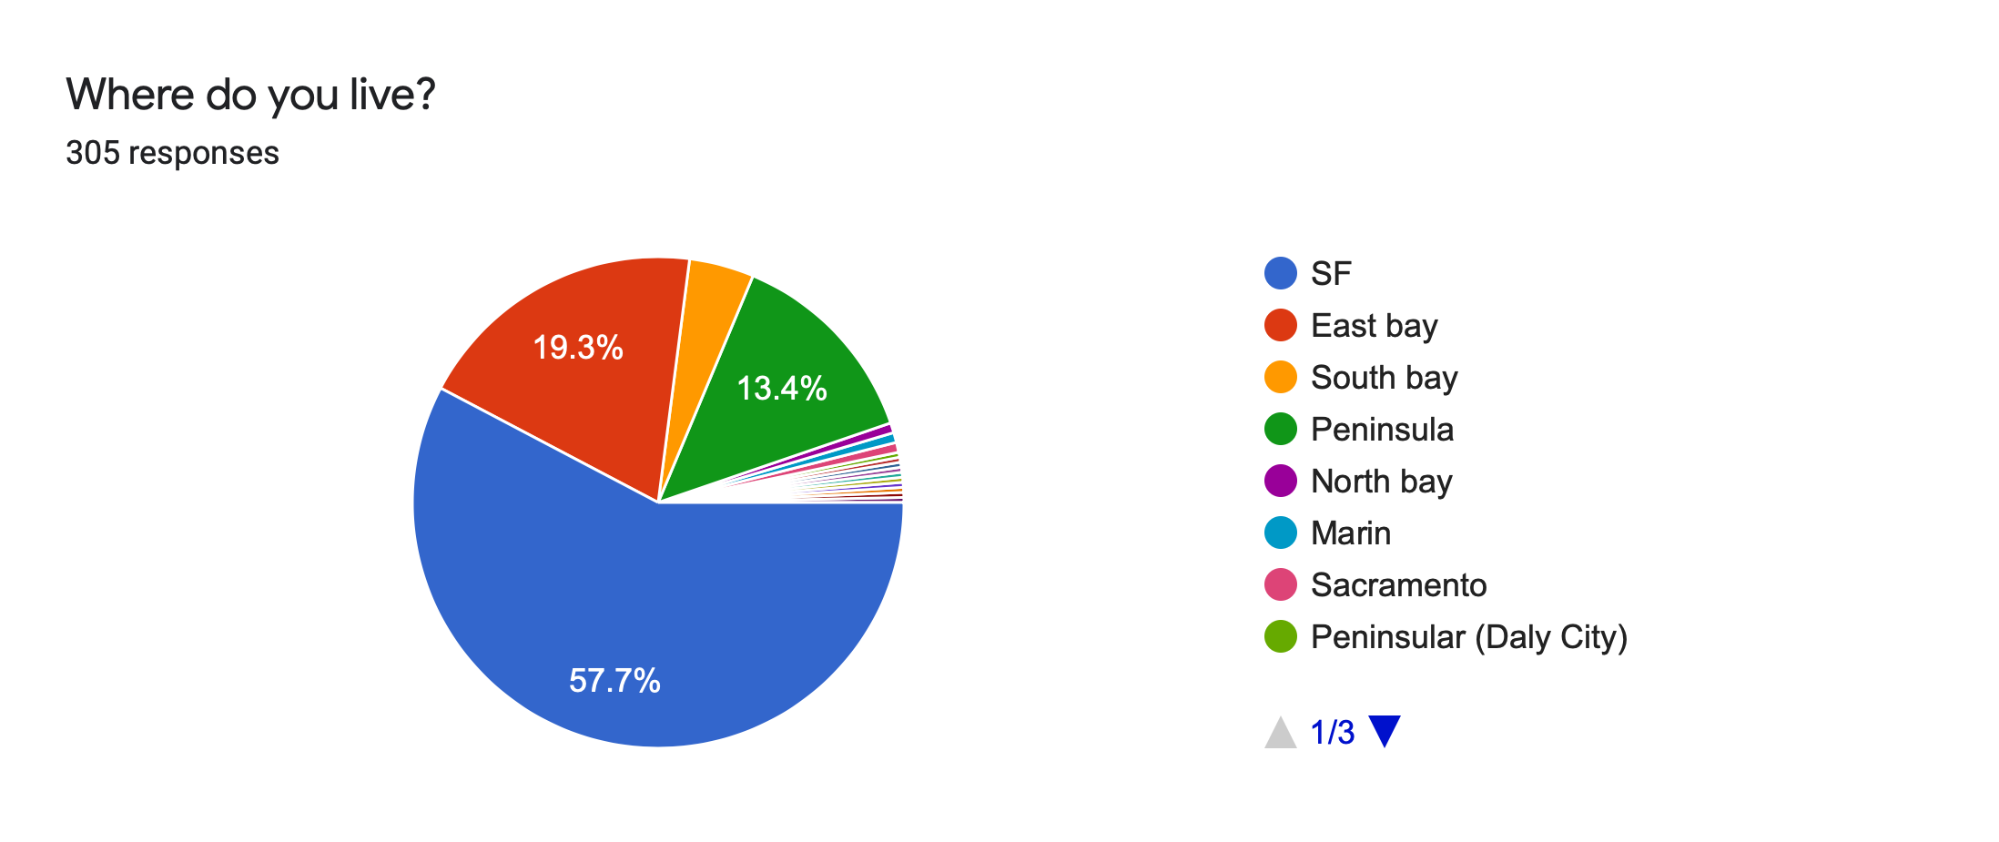 Where do you live?
305 responses
19.3%
13.4%
57.7%
SF
East bay
South bay
Peninsula
North bay
Marin
Sacramento
Peninsular (Daly City)
1/3